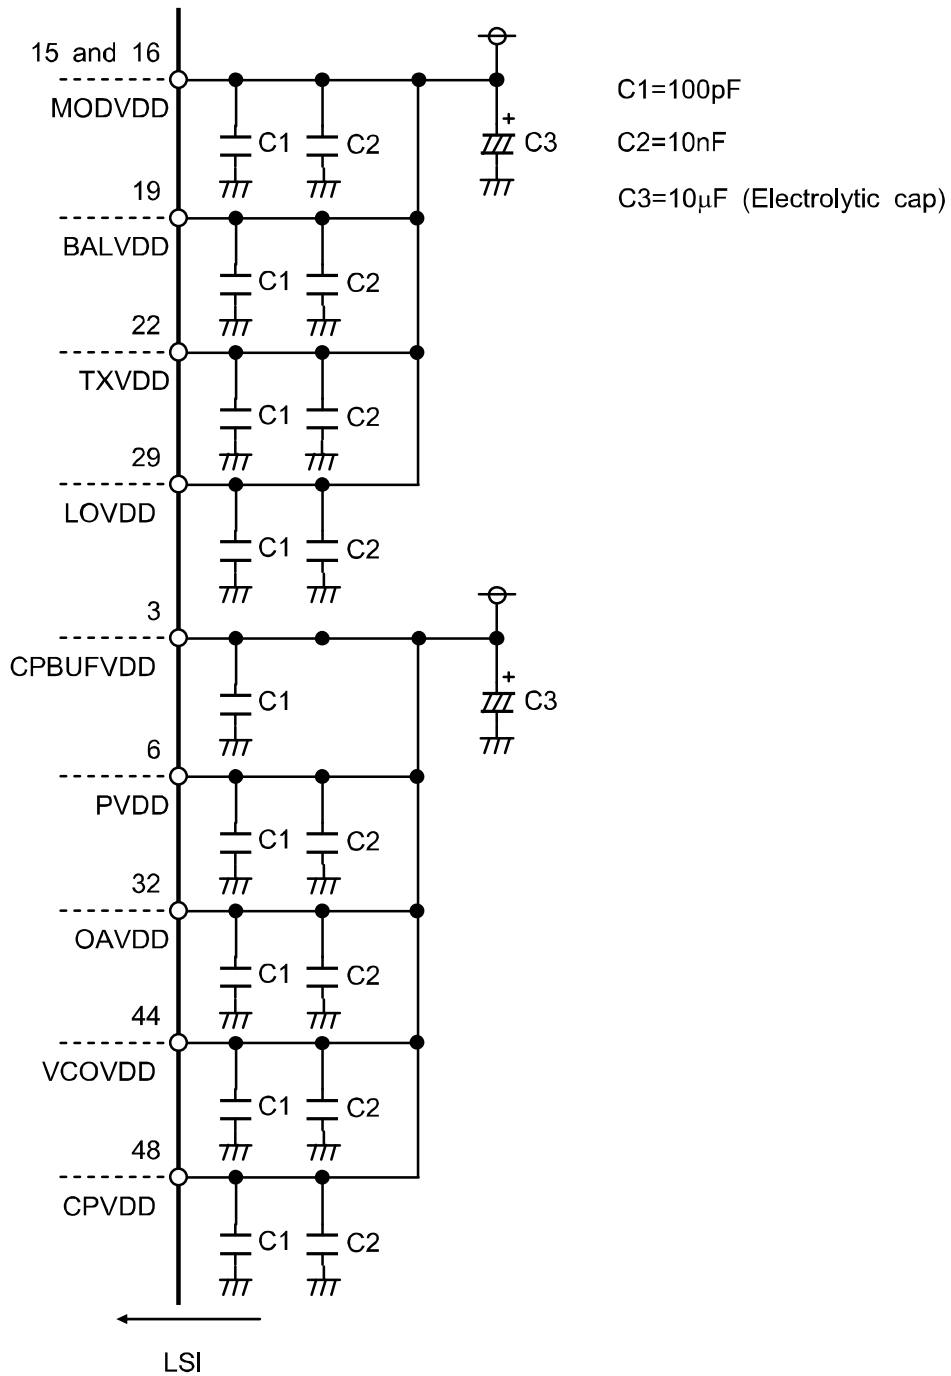 15 and 16
MODVDD
C1 C2
+
C3
C1=100pF
C2=10nF
C3=10µF (Electrolytic cap)
19
BALVDD
C1 C2
22
TXVDD
C1 C2
29
LOVDD
C1 C2
3
CPBUFVDD
C1
+
C3
6
PVDD
C1 C2
32
OAVDD
C1 C2
44
VCOVDD
C1 C2
48
CPVDD
C1 C2
LSI